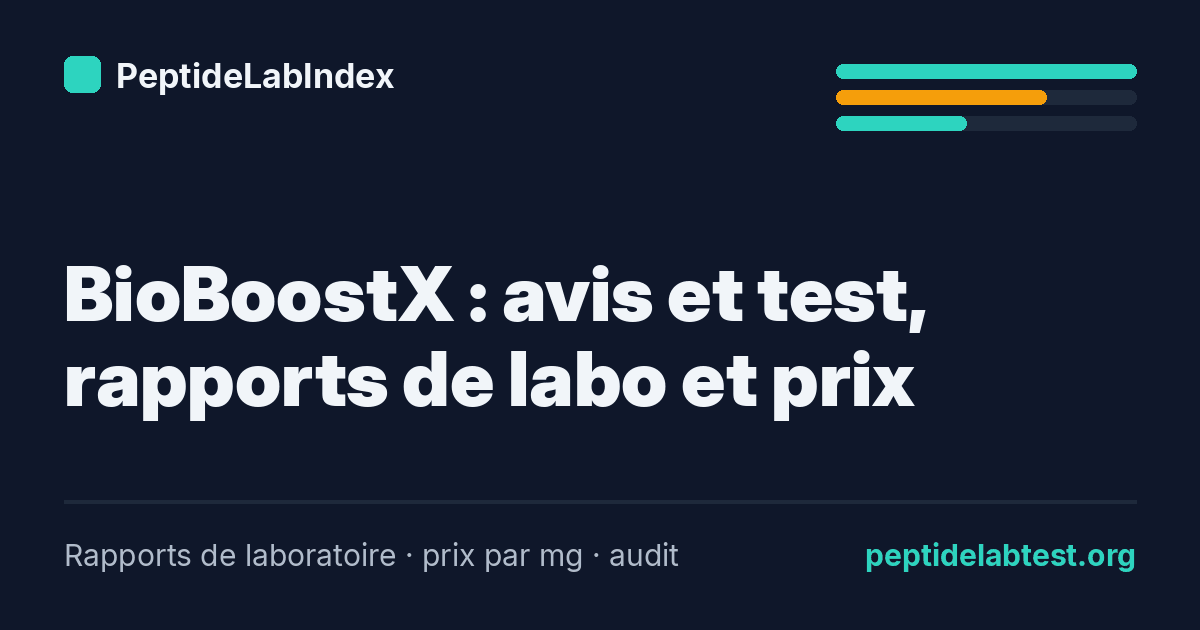 PeptideLabIndex
BioBoostX : avis et test,
rapports de labo et prix
Rapports de laboratoire · prix par mg · audit
peptidelabtest.org